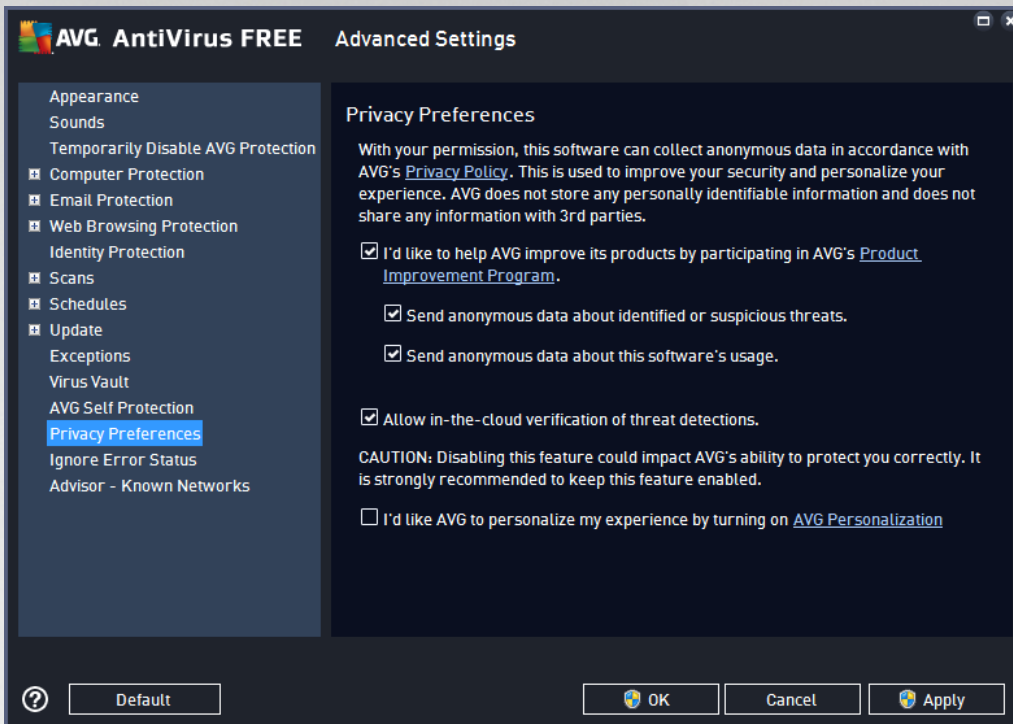 AVG AntiVirus FREE Advanced Settings
Appearance
Sounds
Temporarily Disable AVG Protection
Computer Protection
Email Protection
Web Browsing Protection
Identity Protection
Scans
Schedules
Update
Exceptions
Virus Vault
AVG Self Protection
Privacy Preferences
Ignore Error Status
Advisor - Known Networks
Privacy Preferences
With your permission, this software can collect anonymous data in accordance with
AVG's Privacy Policy. This is used to improve your security and personalize your
experience. AVG does not store any personally identifiable information and does not
share any information with 3rd parties.
I'd like to help AVG improve its products by participating in AVG's Product
Improvement Program.
Send anonymous data about identified or suspicious threats.
Send anonymous data about this software's usage.
Allow in-the-cloud verification of threat detections.
CAUTION: Disabling this feature could impact AVG's ability to protect you correctly. It
is strongly recommended to keep this feature enabled.
I'd like AVG to personalize my experience by turning on AVG Personalization
? Default OK Cancel Apply